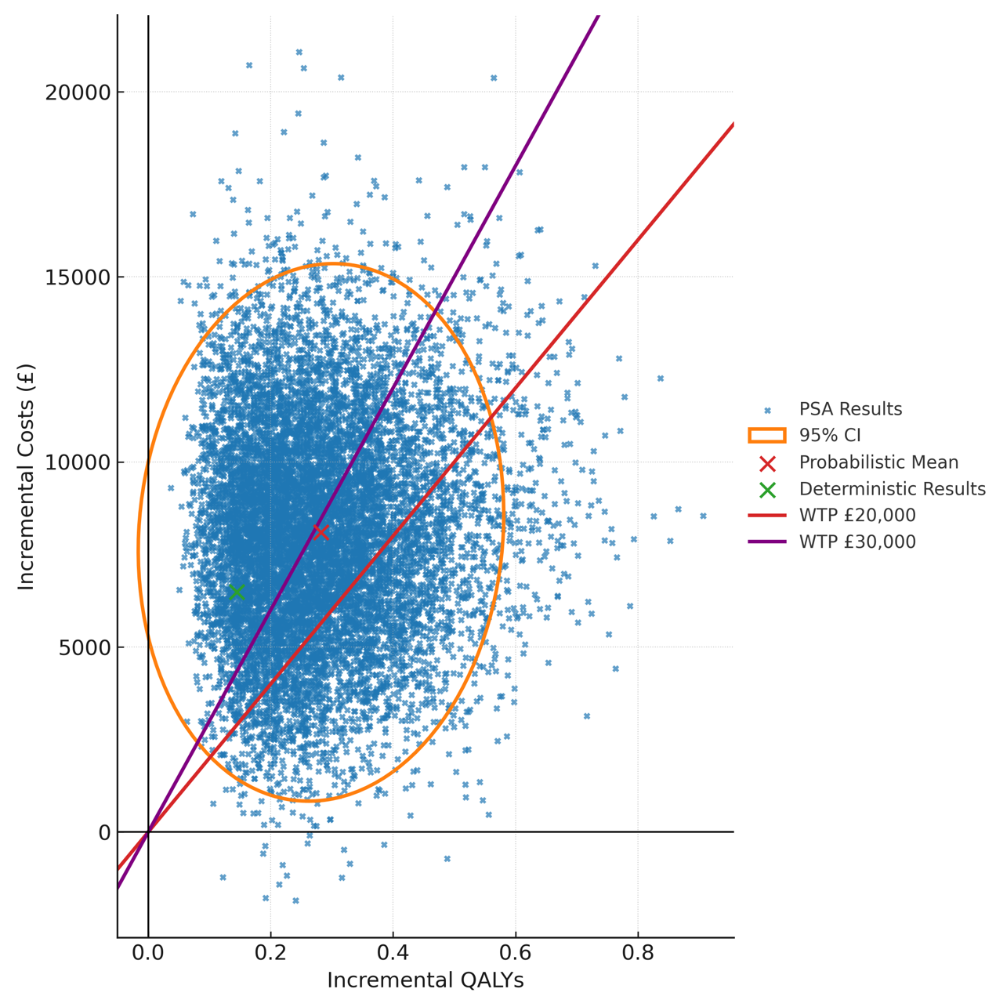 20000
15000
10000
5000
0
Incremental Costs (£)
0.0 0.2 0.4 0.6 0.8
Incremental QALYs
PSA Results
95% CI
Probabilistic Mean
Deterministic Results
WTP £20,000
WTP £30,000